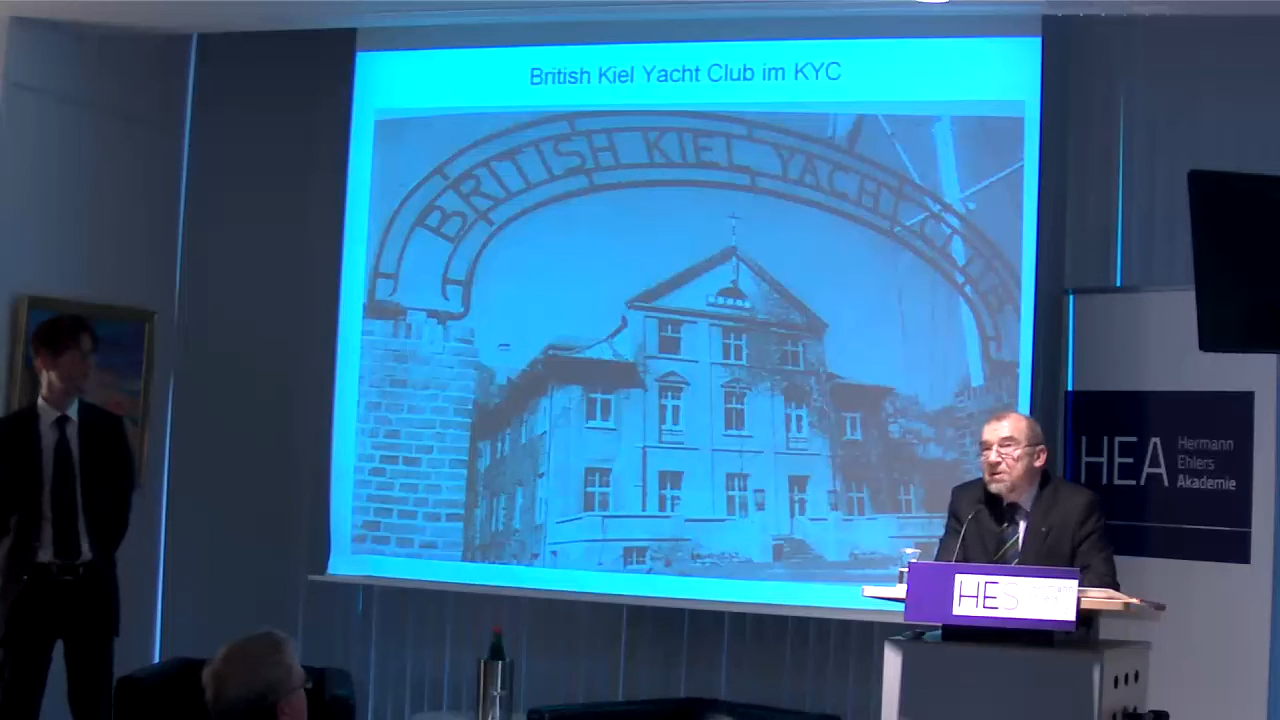 British Kiel Yacht Club im KYC
BRITISH KIEL YACHT CLUB
HEA
Hermann
Ehlers
Akademie
HES